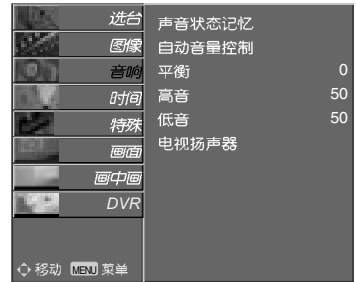 选台
图像
音响
时间
特殊
画面
画中画
DVR
移动 MENU 菜单
声音状态记忆
自动音量控制
平衡 0
高音 50
低音 50
电视扬声器